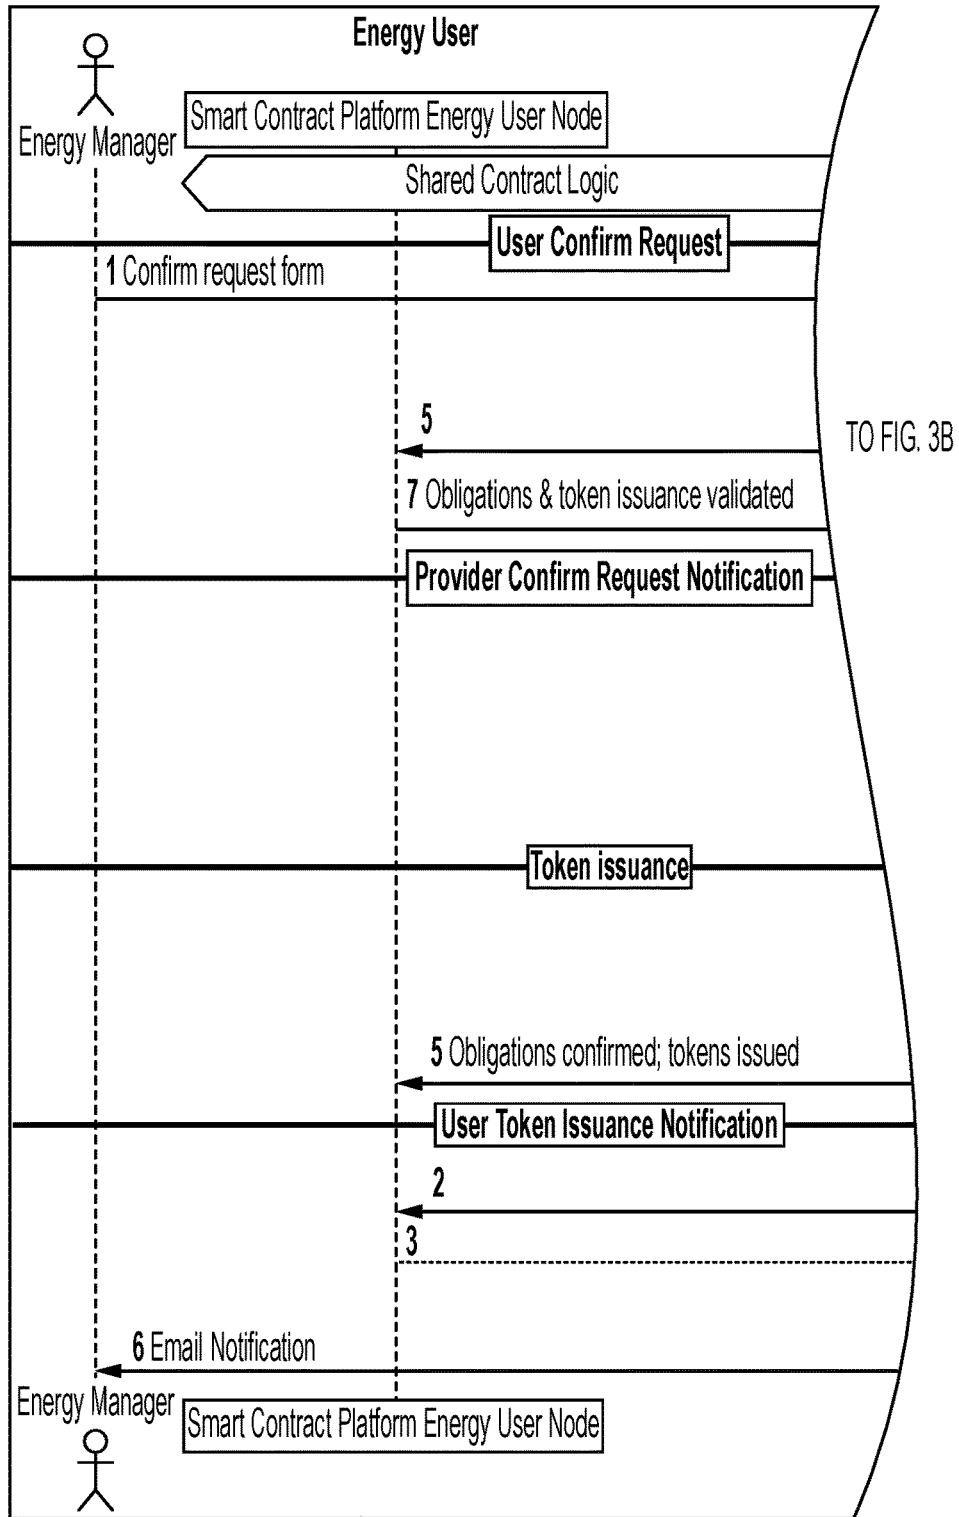 Energy User
Energy Manager
Smart Contract Platform Energy User Node
Shared Contract Logic
User Confirm Request
1 Confirm request form
5
TO FIG. 3B
7 Obligations & token issuance validated
Provider Confirm Request Notification
Token issuance
5 Obligations confirmed; tokens issued
User Token Issuance Notification
2
3
6 Email Notification
Energy Manager
Smart Contract Platform Energy User Node